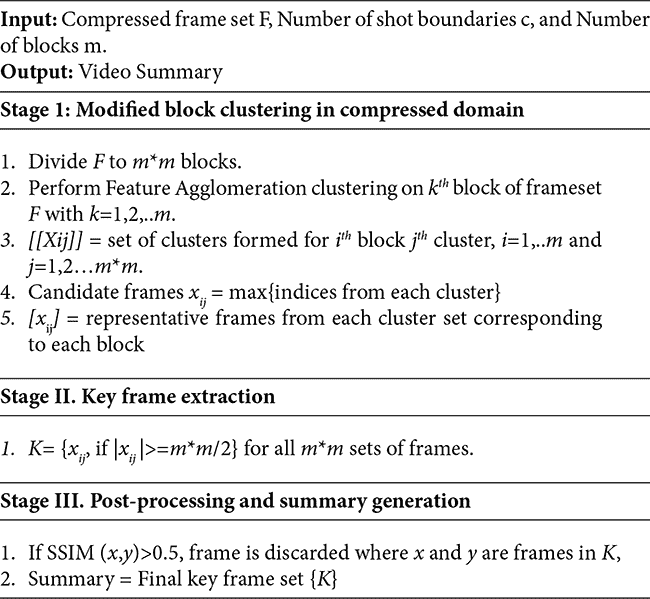 Input: Compressed frame set F, Number of shot boundaries c, and Number
of blocks m.
Output: Video Summary
Stage 1: Modified block clustering in compressed domain
1. Divide F to m*m blocks.
2. Perform Feature Agglomeration clustering on kth block of frameset
F with k=1,2,..m.
3. [[Xij]] = set of clusters formed for ith block jth cluster, i=1,..m and
j=1,2…m*m.
4. Candidate frames xij = max{indices from each cluster}
5. [xij] = representative frames from each cluster set corresponding
to each block
Stage II. Key frame extraction
1. K= {xij, if |xij|>=m*m/2} for all m*m sets of frames.
Stage III. Post-processing and summary generation
1. If SSIM (x,y)>0.5, frame is discarded where x and y are frames in K,
2. Summary = Final key frame set {K}